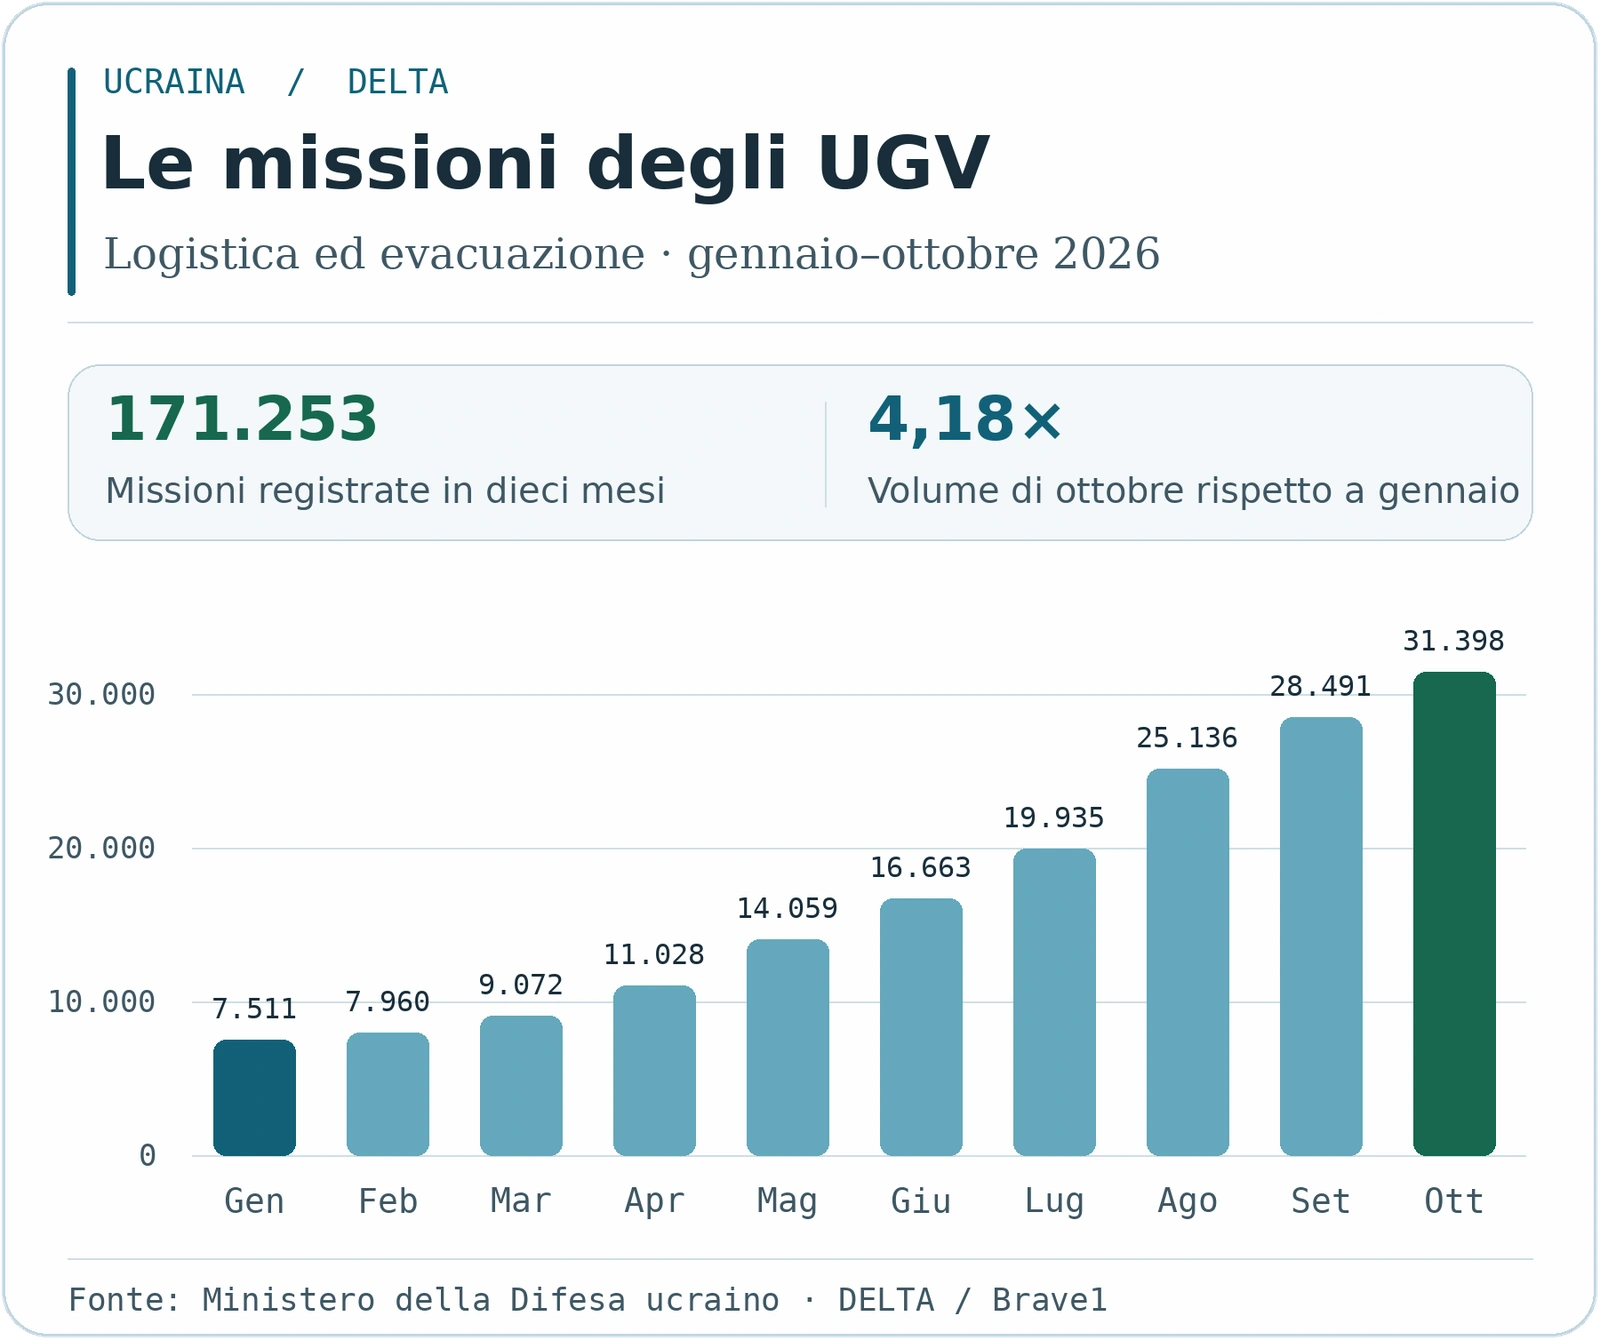 UCRAINA / DELTA
Le missioni degli UGV
Logistica ed evacuazione · gennaio–ottobre 2026
171.253
Missioni registrate in dieci mesi
4,18×
Volume di ottobre rispetto a gennaio
31.398
30.000
28.491
25.136
19.935
20.000
16.663
14.059
11.028
9.072
10.000
7.511
7.960
0
Gen Feb Mar Apr Mag Giu Lug Ago Set Ott
Fonte: Ministero della Difesa ucraino · DELTA / Brave1